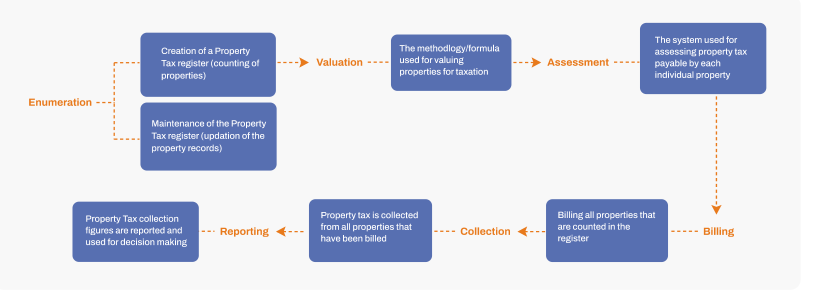 Enumeration
Creation of a Property
Tax register (counting of
properties)
Maintenance of the Property
Tax register (updation of the
property records)
Valuation
The methodlogy/formula
used for valuing
properties for taxation
Assessment
The system used for
assessing property tax
payable by each
individual property
Billing
Billing all properties that
are counted in the
register
Collection
Property tax is collected
from all properties that
have been billed
Reporting
Property Tax collection
figures are reported and
used for decision making